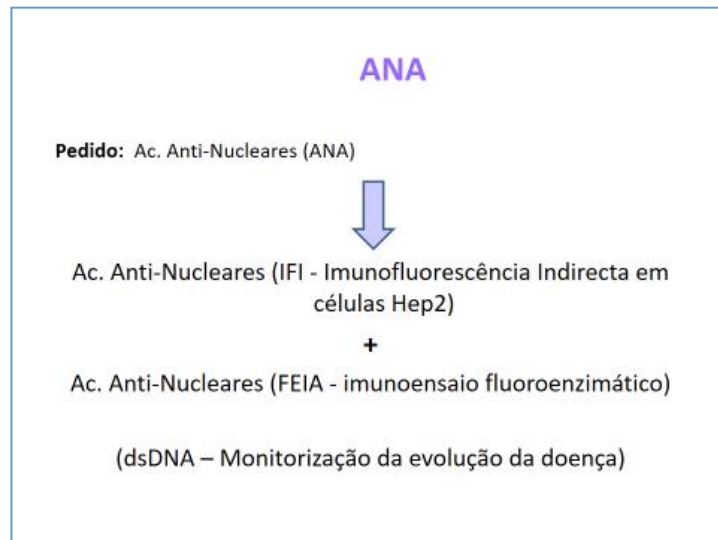 ANA
Pedido: Ac. Anti-Nucleares (ANA)
Ac. Anti-Nucleares (IFI - Imunofluorescência Indirecta em
células Hep2)
+
Ac. Anti-Nucleares (FEIA - imunoensaio fluoroenzimático)
(dsDNA – Monitorização da evolução da doença)